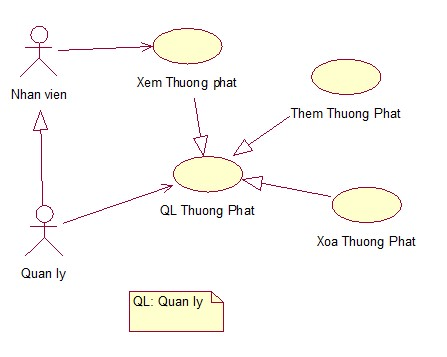 Nhan vien
Xem Thuong phat
Them Thuong Phat
QL Thuong Phat
Xoa Thuong Phat
Quan ly
QL: Quan ly